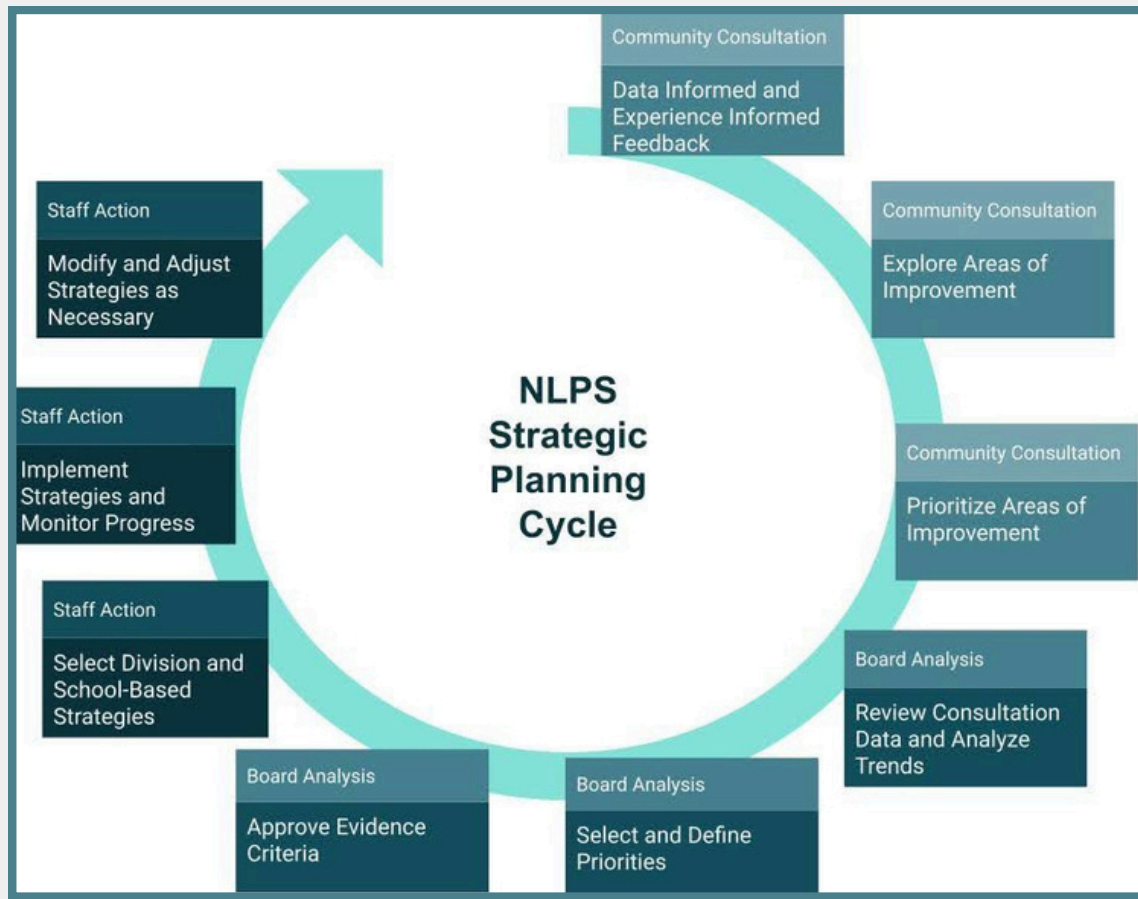 Community Consultation
Data Informed and
Experience Informed
Feedback
Community Consultation
Explore Areas of
Improvement
Community Consultation
Prioritize Areas of
Improvement
Board Analysis
Review Consultation
Data and Analyze
Trends
Board Analysis
Select and Define
Priorities
Board Analysis
Approve Evidence
Criteria
Staff Action
Select Division and
School-Based
Strategies
Staff Action
Implement
Strategies and
Monitor Progress
Staff Action
Modify and Adjust
Strategies as
Necessary
NLPS
Strategic
Planning
Cycle